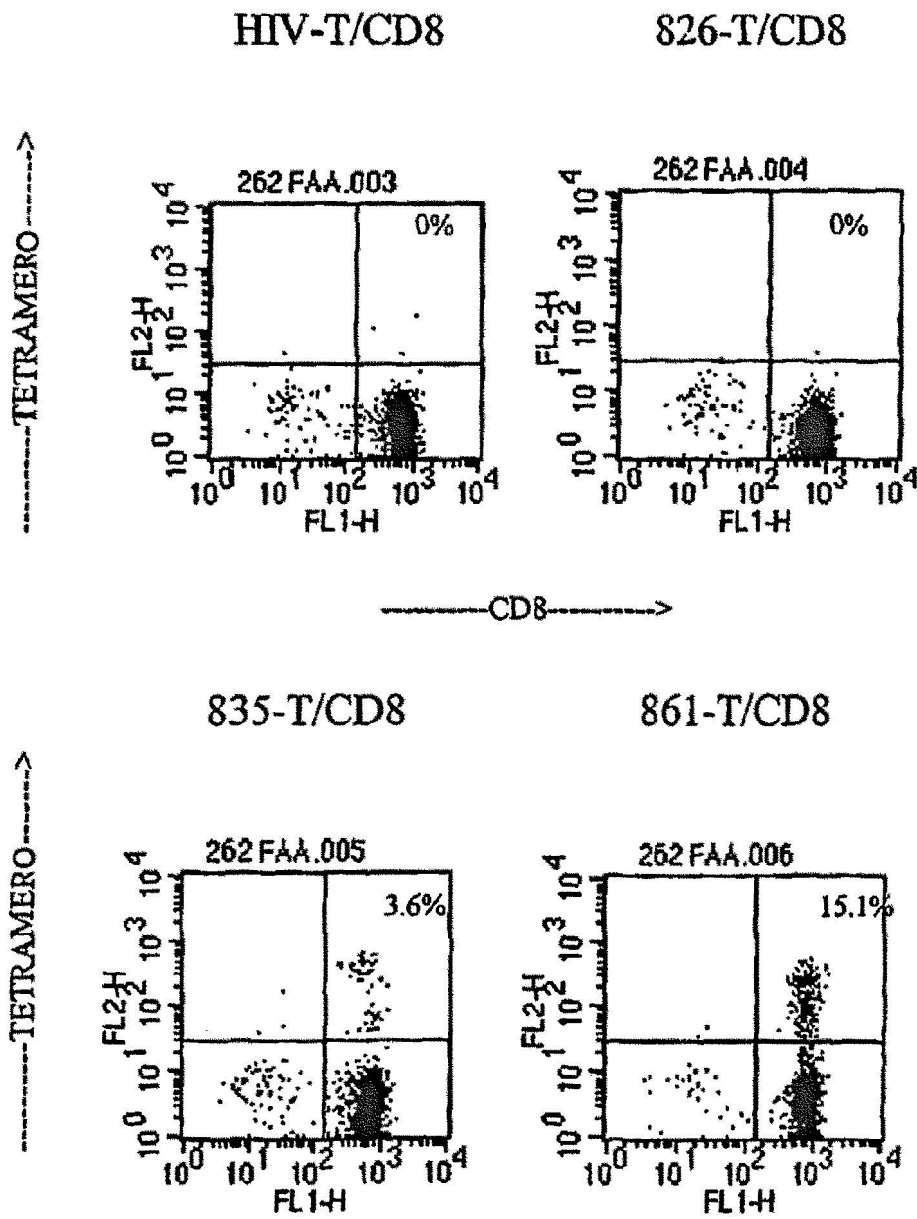 HIV-T/CD8
826-T/CD8
--------TETRAMERO------->
262 FAA.003
0%
10^4
10^3
10^2
10^1
10^0
FL2-H
10^0 10^1 10^2 10^3 10^4
FL1-H
262 FAA.004
0%
10^4
10^3
10^2
10^1
10^0
FL2-H
10^0 10^1 10^2 10^3 10^4
FL1-H
----------CD8---------->
835-T/CD8
861-T/CD8
--------TETRAMERO------->
262 FAA.005
3.6%
10^4
10^3
10^2
10^1
10^0
FL2-H
10^0 10^1 10^2 10^3 10^4
FL1-H
262 FAA.006
15.1%
10^4
10^3
10^2
10^1
10^0
FL2-H
10^0 10^1 10^2 10^3 10^4
FL1-H